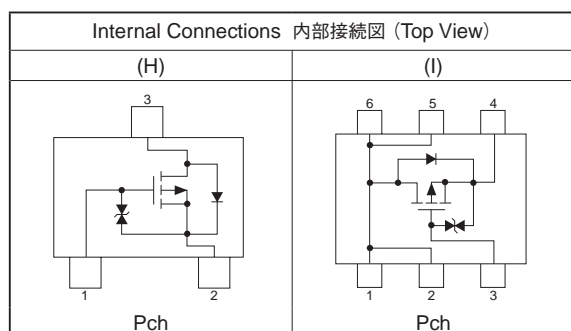 Internal Connections 内部接続図 (Top View)
(H) (I)
3
1 2
6 5 4
1 2 3
Pch Pch